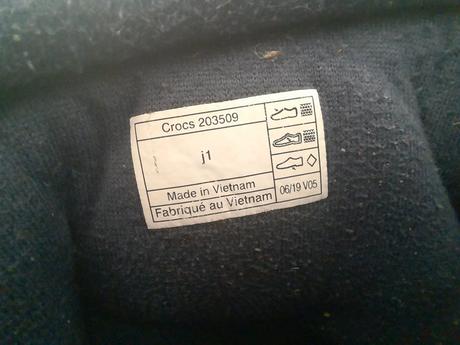 Crocs 203509
j1
Made in Vietnam
Fabriqué au Vietnam
06/19 V05